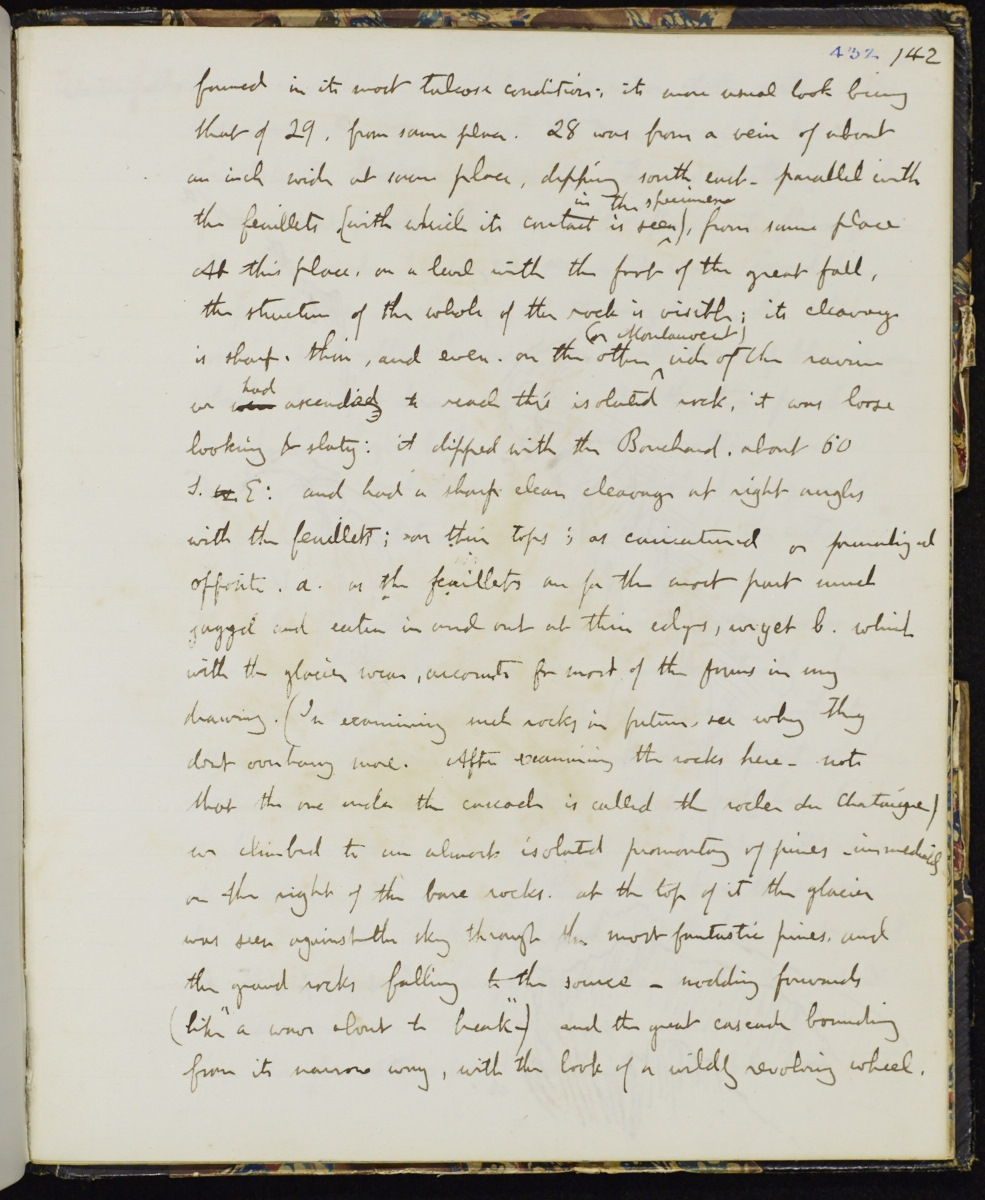 432 142
formed in its most talcose condition; its more usual look being
that of 29, from same place. 28 was from a vein of about
an inch wide at same place, dipping south east - parallel with
in the specimen
the feuillets (with which its contact is seen), from same place
At this place, on a level with the foot of the great fall,
the structure of the whole of the rock is visible; its cleavage
(or Montanvert)
is sharp, thin, and even. on the other side of the ravine
had
we ascended to reach this isolated rock, it was loose
looking & slaty: it dipped with the Bouchard, about 60
S. E: and had a sharp clean cleavage at right angles
with the feuillets; on thin tops; as caricatured or formalized
opposite. a. as the feuillets are for the most part much
jagged and eaten in and out at thin edges, we get b. which
with the glacier wear, accounts for most of the forms in my
drawing. (In examining such rocks in future see why they
dont overhang more. After examining the rocks here - note
that the one under the cascade is called the rocher du Chataigne)
we climbed to an almost isolated promontory of pines - immediately
on the right of the bare rocks. at the top of it the glacier
was seen against the sky through the most fantastic pines, and
the grand rocks falling to the source - nodding forwards
(like "a wave about to break"-) and the great cascade bounding
from its narrow way, with the look of a wildly revolving wheel.